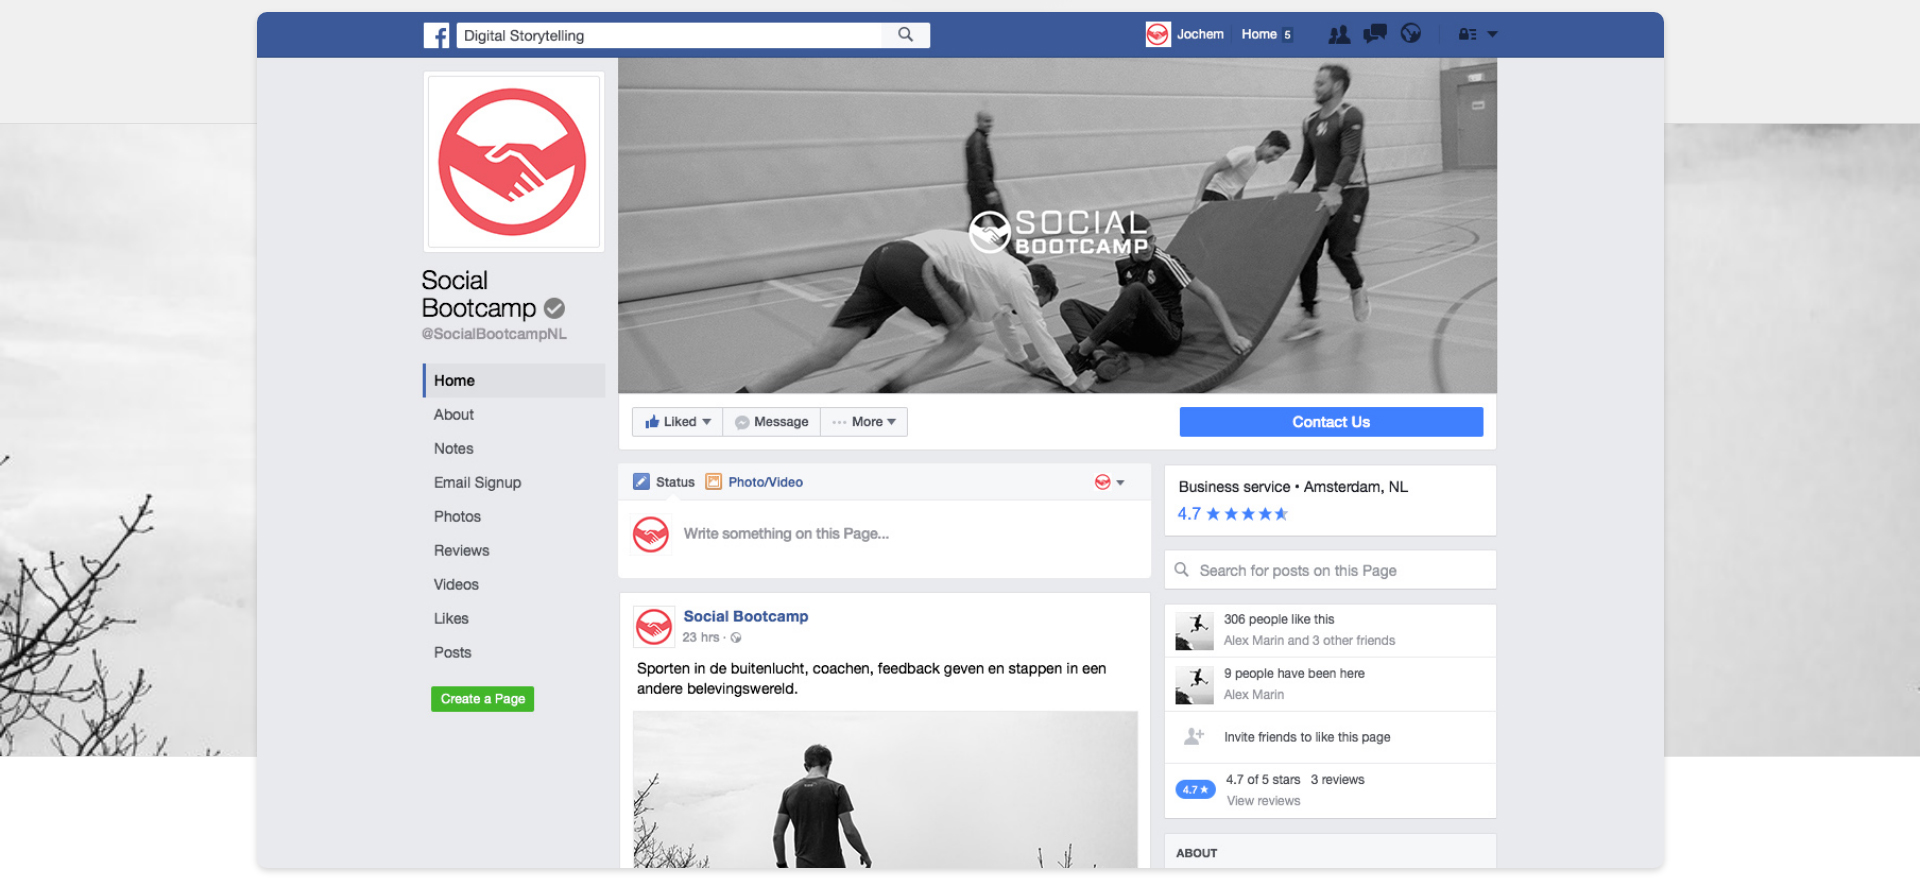 Digital Storytelling
Jochem
Home 5
SOCIAL
BOOTCAMP
Social
Bootcamp
@SocialBootcampNL
Home
About
Notes
Email Signup
Photos
Reviews
Videos
Likes
Posts
Create a Page
Liked
Message
More
Contact Us
Status
Photo/Video
Write something on this Page...
Social Bootcamp
23 hrs ·
Sporten in de buitenlucht, coachen, feedback geven en stappen in een
andere belevingswereld.
Business service • Amsterdam, NL
4.7
Search for posts on this Page
306 people like this
Alex Marin and 3 other friends
9 people have been here
Alex Marin
Invite friends to like this page
4.7 ★
4.7 of 5 stars 3 reviews
View reviews
ABOUT